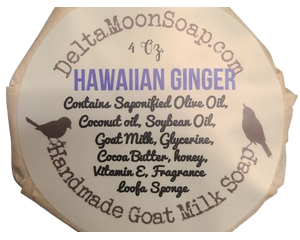 DeltaMoonSoap.com
4 Oz.
HAWAIIAN GINGER
Contains Saponified Olive Oil,
Coconut oil, Soybean Oil,
Goat Milk, Glycerine,
Cocoa Butter, honey,
Vitamin E, Fragrance
loofa Sponge
Handmade Goat Milk Soap